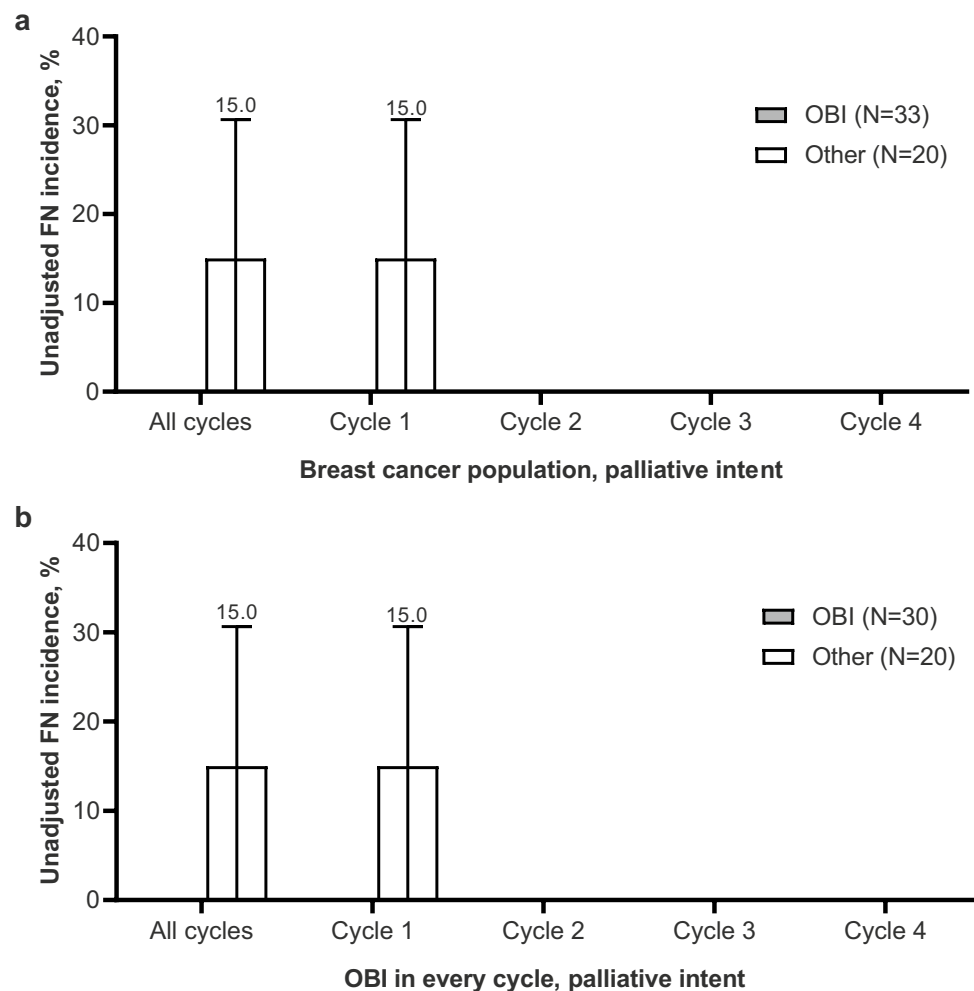 a
Unadjusted FN incidence, %
40
30
20
10
0
15.0
15.0
OBI (N=33)
Other (N=20)
All cycles
Cycle 1
Cycle 2
Cycle 3
Cycle 4
Breast cancer population, palliative intent
b
Unadjusted FN incidence, %
40
30
20
10
0
15.0
15.0
OBI (N=30)
Other (N=20)
All cycles
Cycle 1
Cycle 2
Cycle 3
Cycle 4
OBI in every cycle, palliative intent